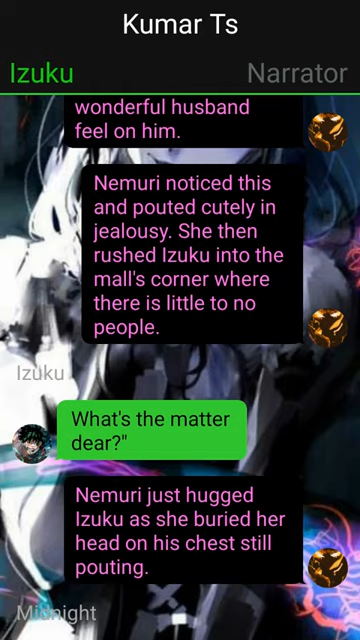 Kumar Ts
Izuku
Narrator
wonderful husband
feel on him.
Nemuri noticed this
and pouted cutely in
jealousy. She then
rushed Izuku into the
mall's corner where
there is little to no
people.
Izuku
What's the matter
dear?"
Nemuri just hugged
Izuku as she buried her
head on his chest still
pouting.
Midnight